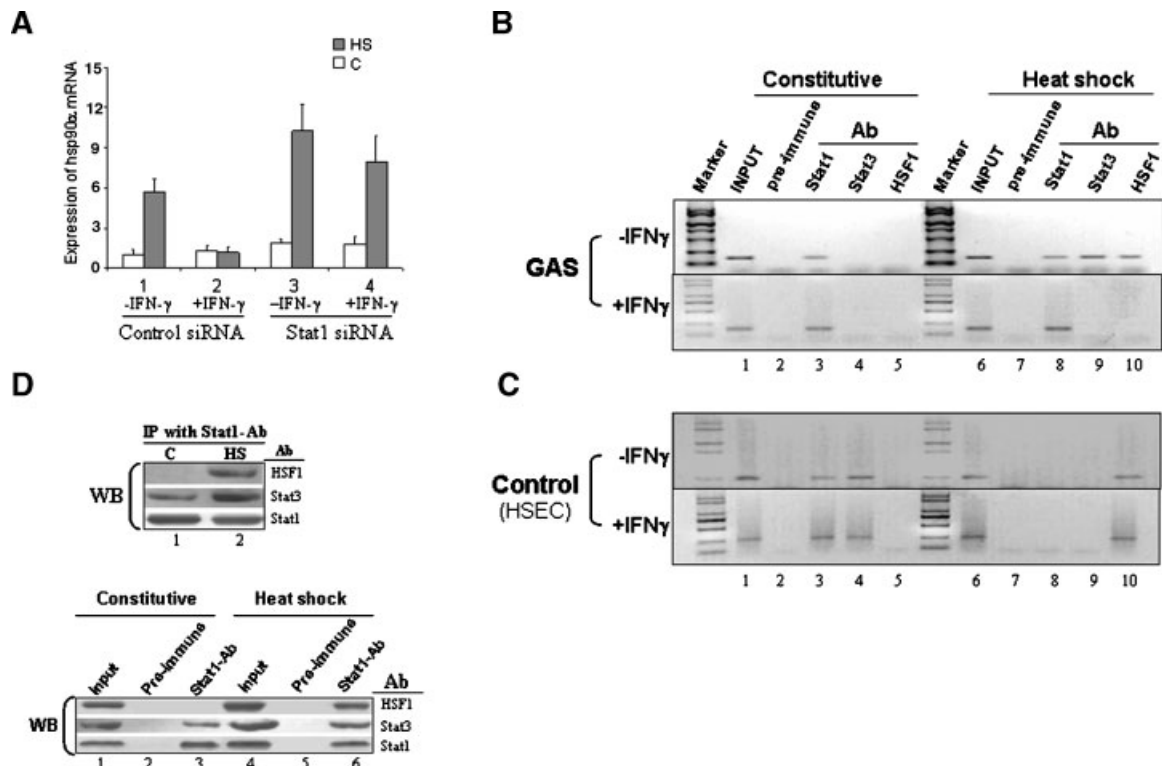 A
HS
C
Expression of hsp90α mRNA
15
12
9
6
3
0
1 2 3 4
-IFN-γ +IFN-γ –IFN-γ +IFN-γ
Control siRNA Stat1 siRNA
B
Constitutive Heat shock
Ab Ab
Marker INPUT pre-immune Stat1 Stat3 HSF1 Marker INPUT pre-immune Stat1 Stat3 HSF1
GAS
-IFNγ
+IFNγ
1 2 3 4 5 6 7 8 9 10
C
Control
(HSEC)
-IFNγ
+IFNγ
1 2 3 4 5 6 7 8 9 10
D
IP with Stat1-Ab
C HS Ab
WB
HSF1
Stat3
Stat1
1 2
Constitutive Heat shock
Input Pre-immune Stat1-Ab Input Pre-immune Stat1-Ab Ab
WB
HSF1
Stat3
Stat1
1 2 3 4 5 6